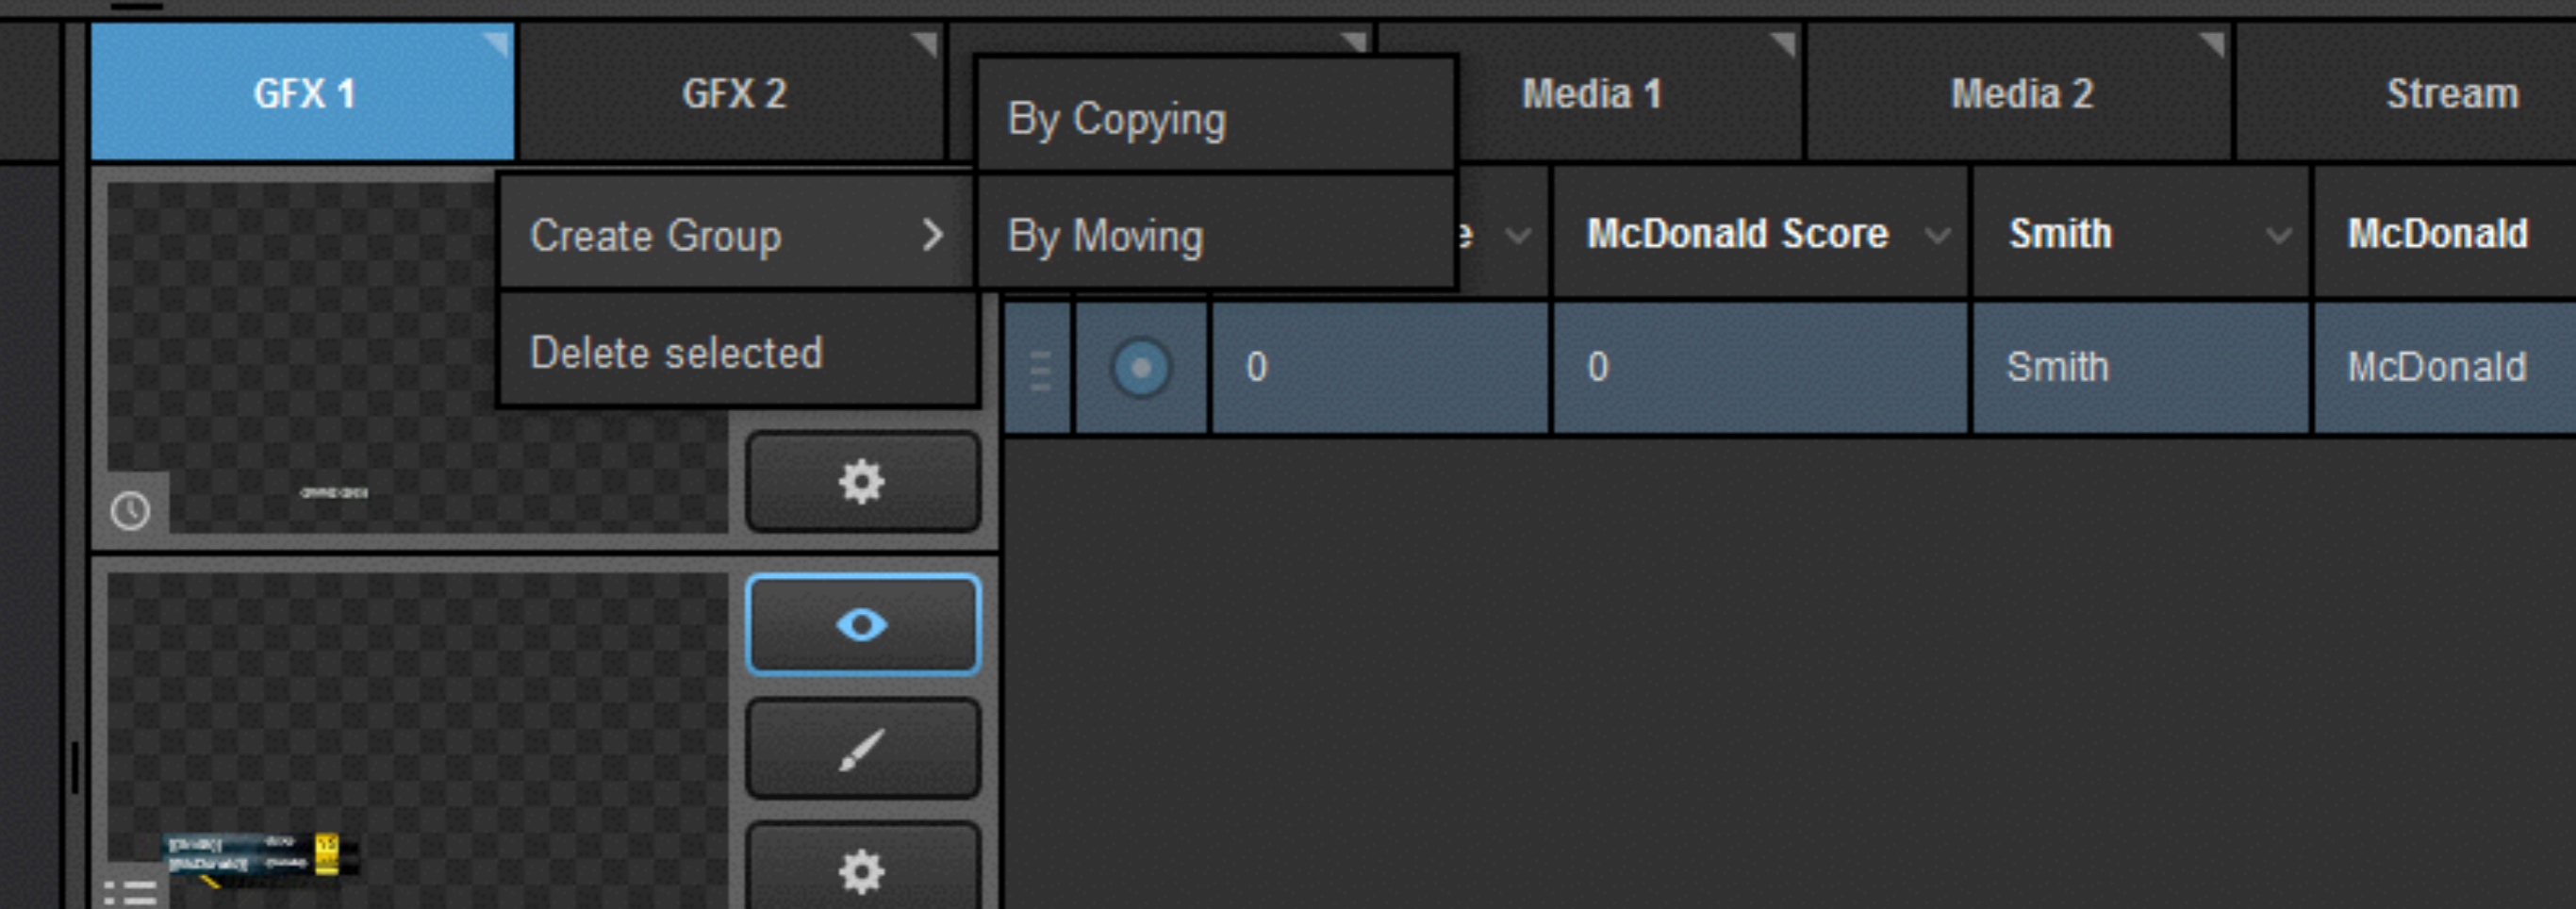 GFX 1
GFX 2
Media 1
Media 2
Stream
By Copying
Create Group
By Moving
McDonald Score
Smith
McDonald
Delete selected
0
0
Smith
McDonald